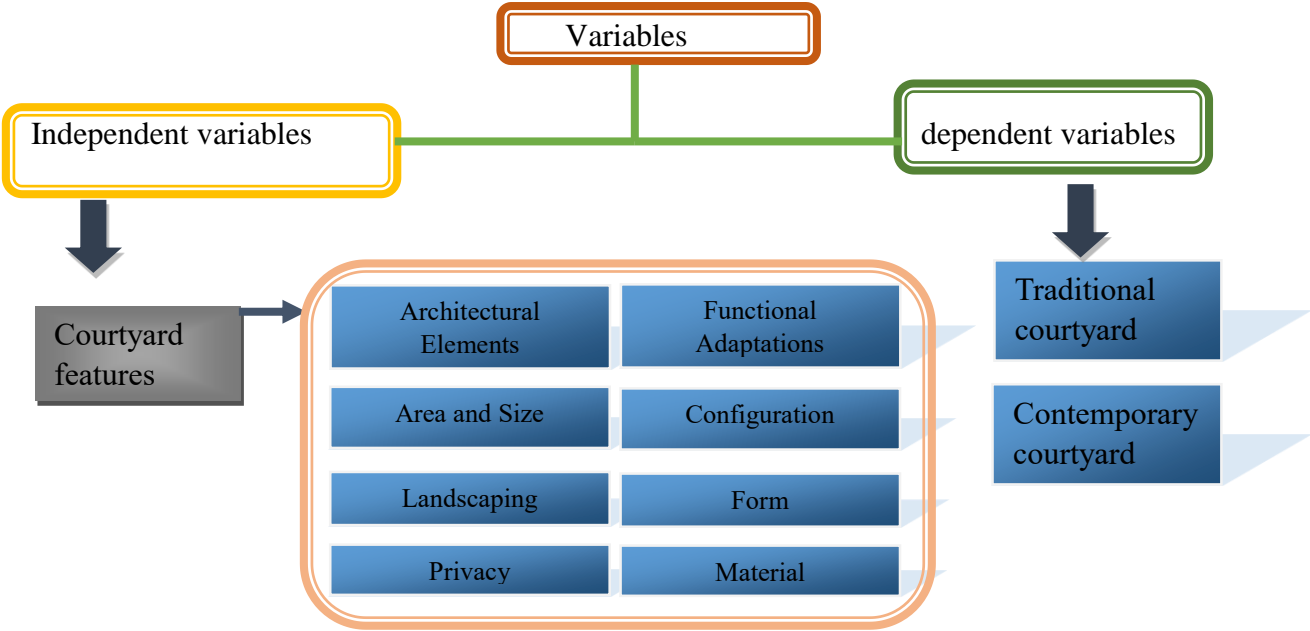 Variables
Independent variables
dependent variables
Courtyard
features
Architectural
Elements
Functional
Adaptations
Area and Size
Configuration
Landscaping
Form
Privacy
Material
Traditional
courtyard
Contemporary
courtyard